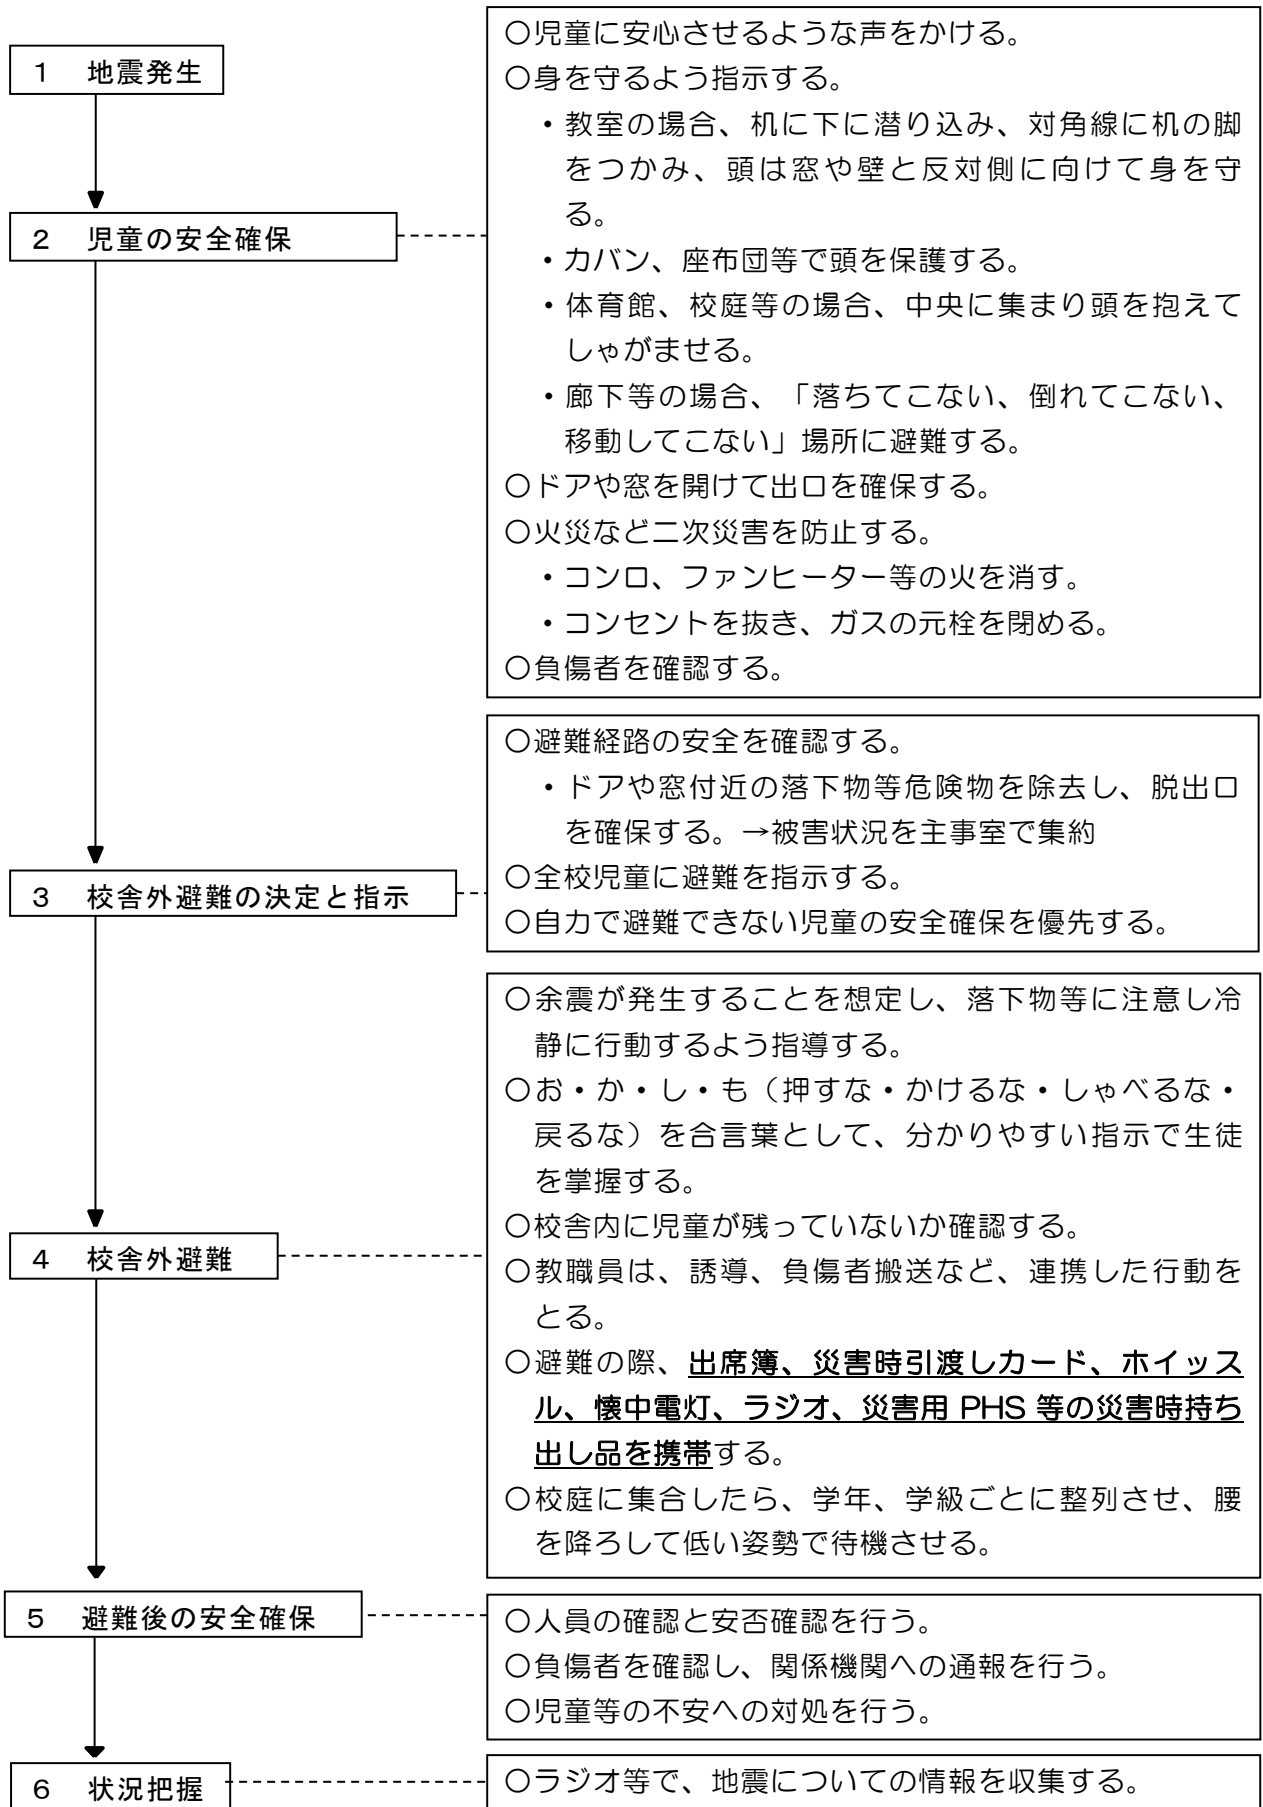 1 地震発生
2 児童の安全確保
〇児童に安心させるような声をかける。
〇身を守るよう指示する。
・教室の場合、机に下に潜り込み、対角線に机の脚
をつかみ、頭は窓や壁と反対側に向けて身を守
る。
・カバン、座布団等で頭を保護する。
・体育館、校庭等の場合、中央に集まり頭を抱えて
しゃがませる。
・廊下等の場合、「落ちてこない、倒れてこない、
移動してこない」場所に避難する。
〇ドアや窓を開けて出口を確保する。
〇火災など二次災害を防止する。
・コンロ、ファンヒーター等の火を消す。
・コンセントを抜き、ガスの元栓を閉める。
〇負傷者を確認する。
3 校舎外避難の決定と指示
〇避難経路の安全を確認する。
・ドアや窓付近の落下物等危険物を除去し、脱出口
を確保する。→被害状況を主事室で集約
〇全校児童に避難を指示する。
〇自力で避難できない児童の安全確保を優先する。
4 校舎外避難
〇余震が発生することを想定し、落下物等に注意し冷
静に行動するよう指導する。
〇お・か・し・も（押すな・かけるな・しゃべるな・
戻るな）を合言葉として、分かりやすい指示で生徒
を掌握する。
〇校舎内に児童が残っていないか確認する。
〇教職員は、誘導、負傷者搬送など、連携した行動を
とる。
〇避難の際、出席簿、災害時引渡しカード、ホイッス
ル、懐中電灯、ラジオ、災害用 PHS 等の災害時持ち
出し品を携帯する。
〇校庭に集合したら、学年、学級ごとに整列させ、腰
を降ろして低い姿勢で待機させる。
5 避難後の安全確保
〇人員の確認と安否確認を行う。
〇負傷者を確認し、関係機関への通報を行う。
〇児童等の不安への対処を行う。
6 状況把握
〇ラジオ等で、地震についての情報を収集する。